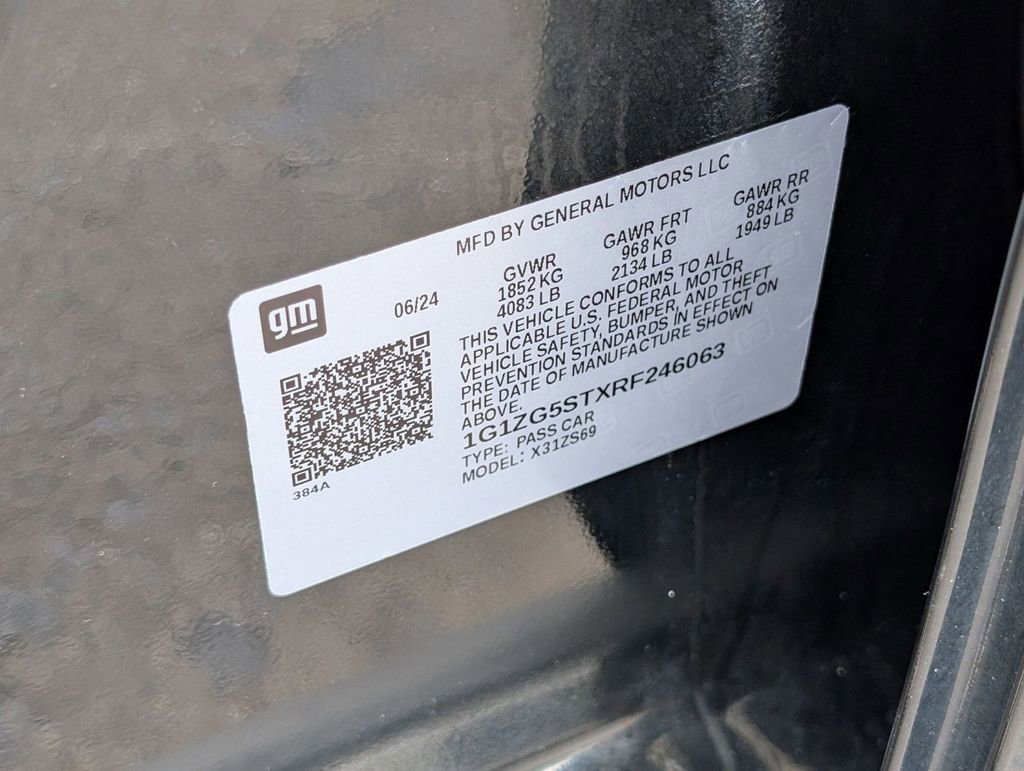 MFD BY GENERAL MOTORS LLC
gm
06/24
GVWR GAWR FRT GAWR RR
1852 KG 968 KG 884 KG
4083 LB 2134 LB 1949 LB
THIS VEHICLE CONFORMS TO ALL
APPLICABLE U.S. FEDERAL MOTOR
VEHICLE SAFETY, BUMPER, AND THEFT
PREVENTION STANDARDS IN EFFECT ON
THE DATE OF MANUFACTURE SHOWN
ABOVE.
1G1ZG5STXRF246063
TYPE: PASS CAR
MODEL: X31ZS69
384A